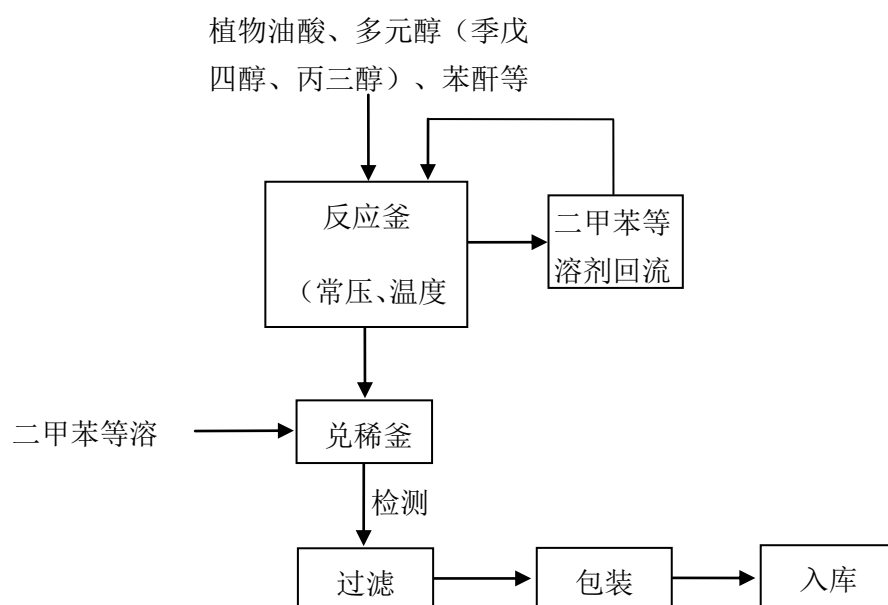 植物油酸、多元醇（季戊
四醇、丙三醇）、苯酐等
反应釜
（常压、温度
二甲苯等
溶剂回流
二甲苯等溶
兑稀釜
检测
过滤
包装
入库